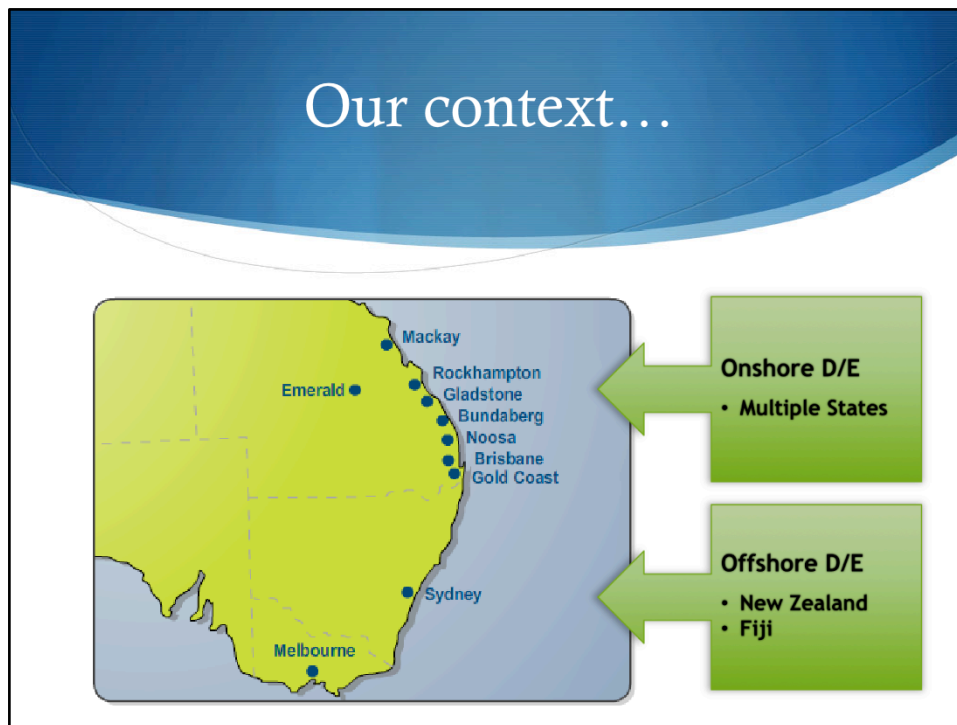 Our context…
Mackay
Rockhampton
Emerald
Gladstone
Bundaberg
Noosa
Brisbane
Gold Coast
Sydney
Melbourne
Onshore D/E
• Multiple States
Offshore D/E
• New Zealand
• Fiji